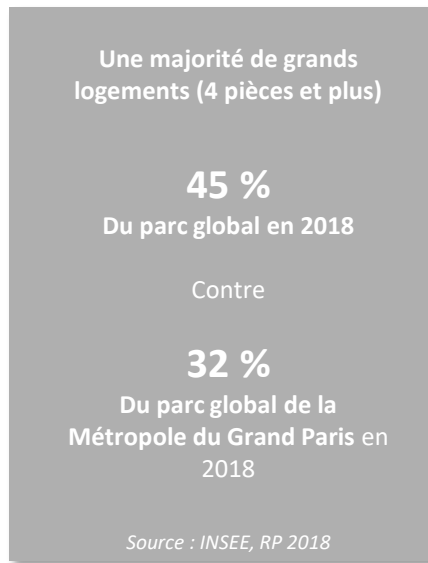 Une majorité de grands
logements (4 pièces et plus)
45 %
Du parc global en 2018
Contre
32 %
Du parc global de la
Métropole du Grand Paris en
2018
Source : INSEE, RP 2018